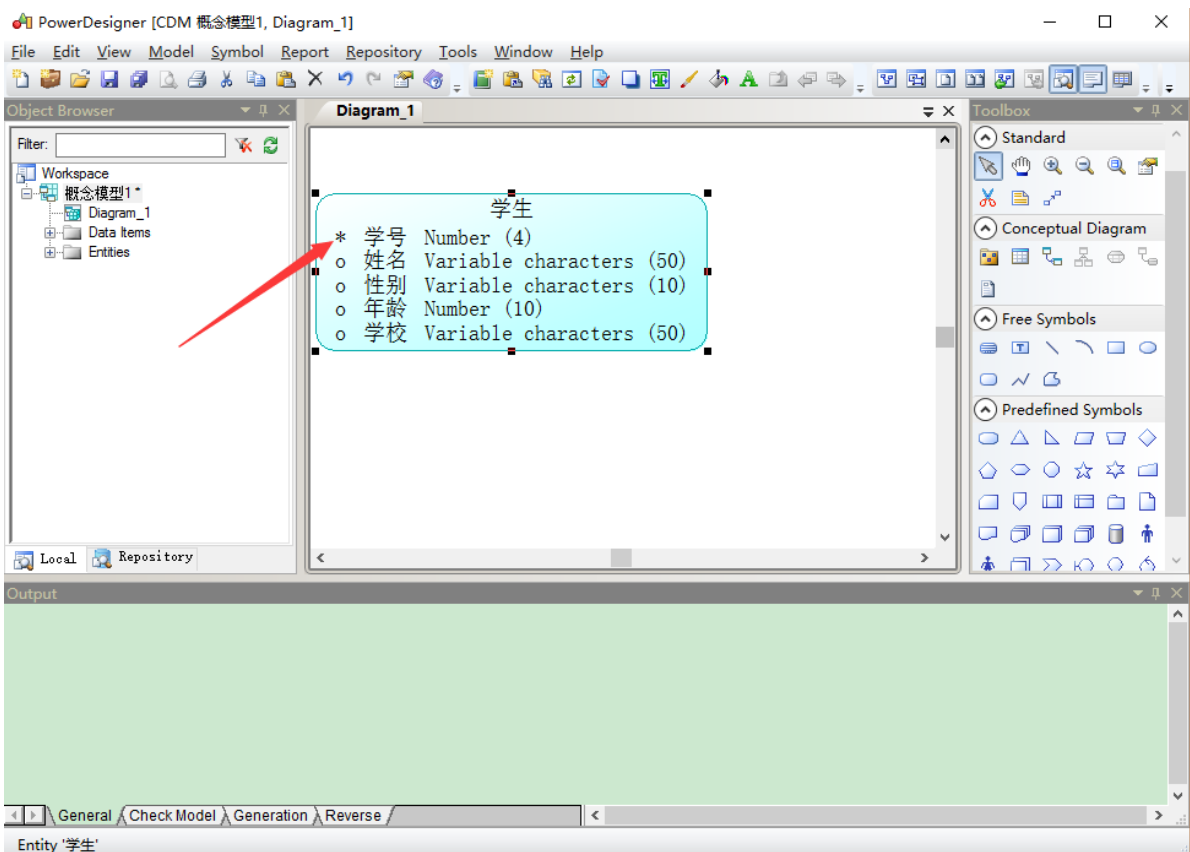 PowerDesigner [CDM 概念模型1, Diagram_1]
File Edit View Model Symbol Report Repository Tools Window Help
Object Browser
Diagram_1
Toolbox
Filter:
Workspace
概念模型1 *
Diagram_1
Data Items
Entities
Local Repository
学生
* 学号 Number (4)
o 姓名 Variable characters (50)
o 性别 Variable characters (10)
o 年龄 Number (10)
o 学校 Variable characters (50)
Standard
Conceptual Diagram
Free Symbols
Predefined Symbols
Output
General Check Model Generation Reverse
Entity '学生'